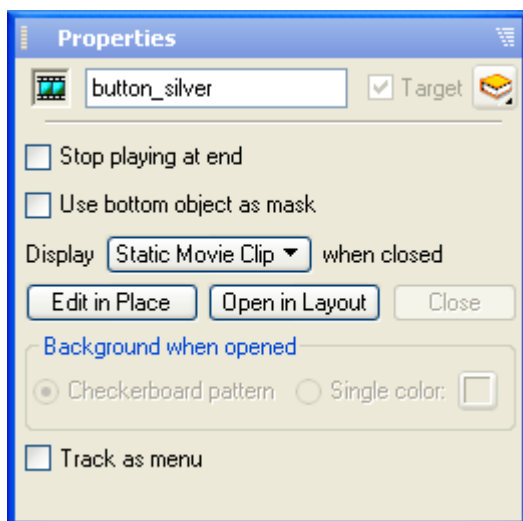 Properties
button_silver Target
Stop playing at end
Use bottom object as mask
Display Static Movie Clip when closed
Edit in Place Open in Layout Close
Background when opened
Checkerboard pattern Single color:
Track as menu